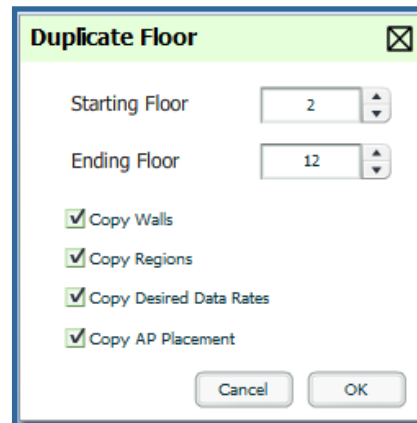 Duplicate Floor
Starting Floor 2
Ending Floor 12
Copy Walls
Copy Regions
Copy Desired Data Rates
Copy AP Placement
Cancel OK